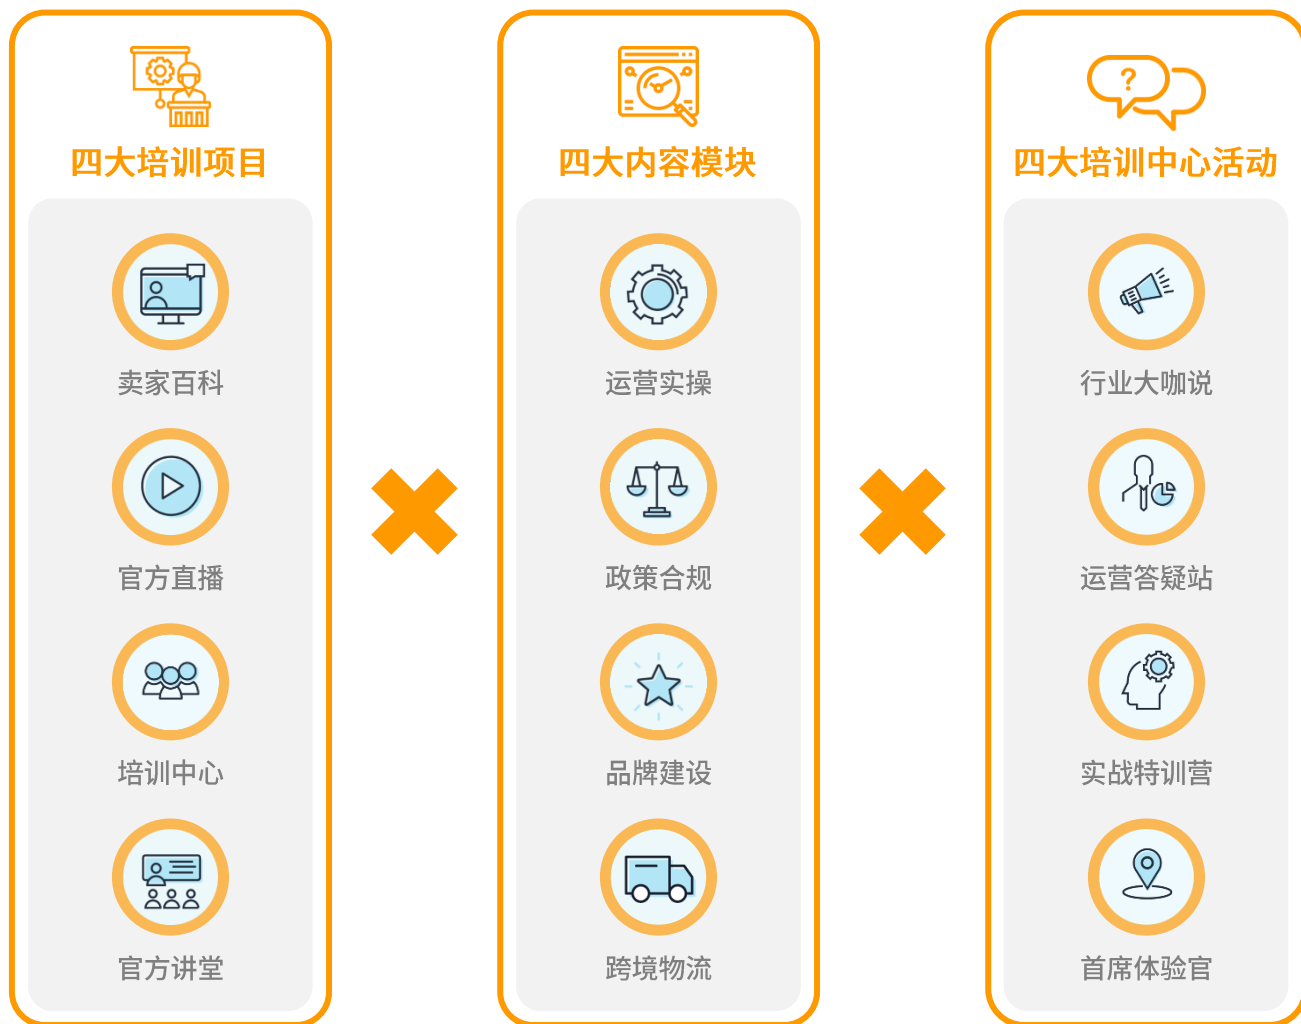 四大培训项目
卖家百科
官方直播
培训中心
官方讲堂
四大内容模块
运营实操
政策合规
品牌建设
跨境物流
?
四大培训中心活动
行业大咖说
运营答疑站
实战特训营
首席体验官